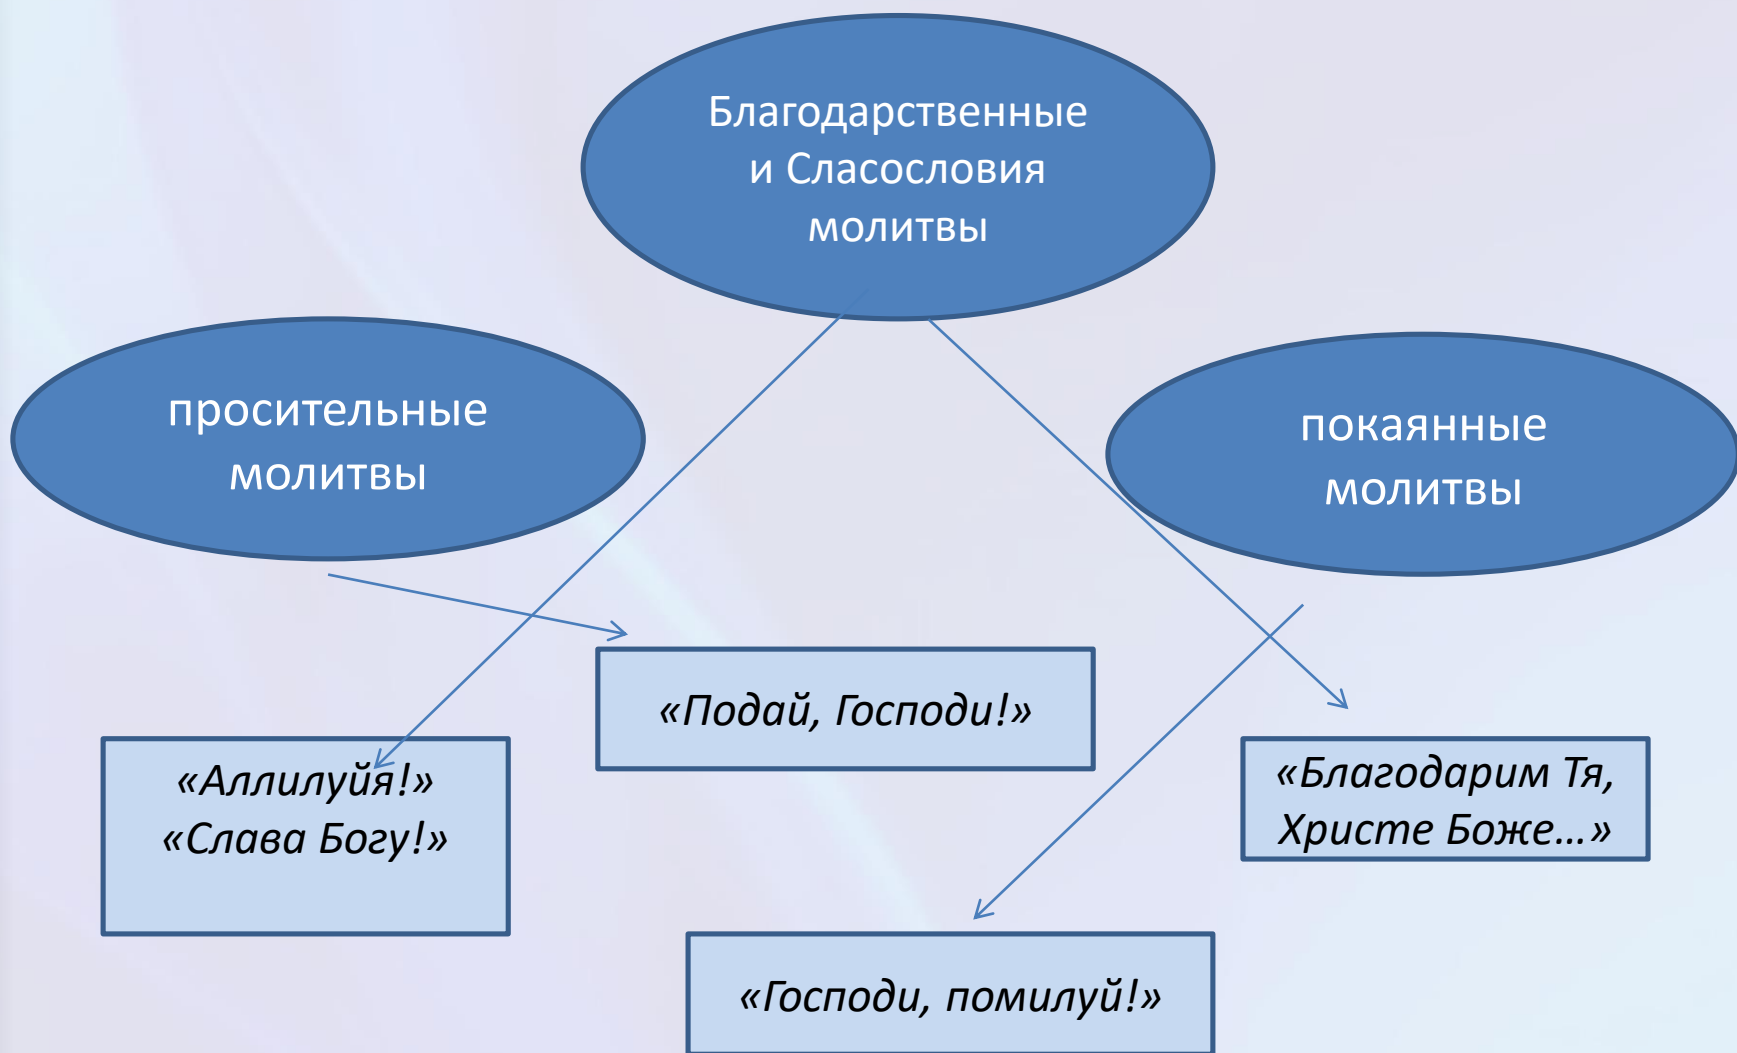 Благодарственные
и Сласословия
молитвы
просительные
молитвы
покаянные
молитвы
«Подай, Господи!»
«Аллилуйя!»
«Слава Богу!»
«Благодарим Тя,
Христе Боже…»
«Господи, помилуй!»